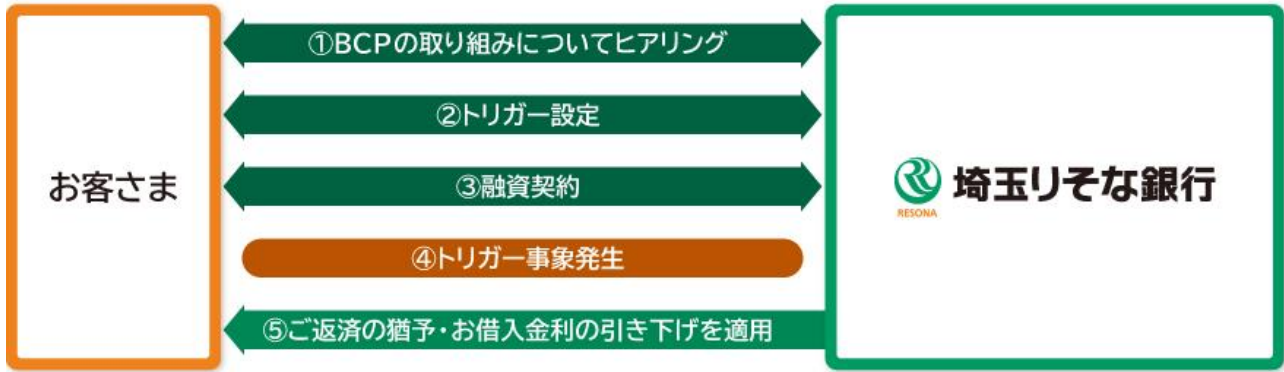 ①BCPの取り組みについてヒアリング
②トリガー設定
お客さま
③融資契約
埼玉りそな銀行
RESONA
④トリガー事象発生
⑤ご返済の猶予・お借入金利の引き下げを適用